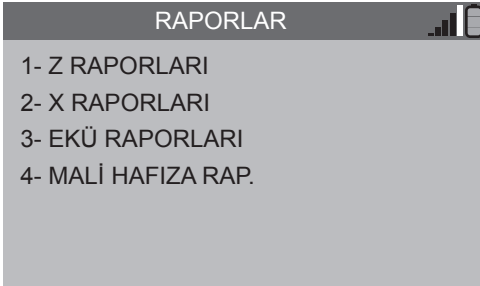 RAPORLAR
1- Z RAPORLARI
2- X RAPORLARI
3- EKÜ RAPORLARI
4- MALİ HAFIZA RAP.